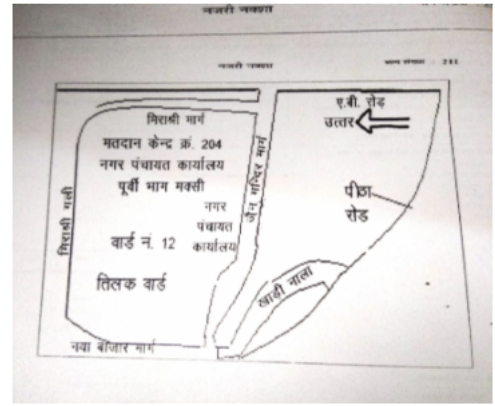 नजरी नक्शा
नजरी नक्शा
भाग संख्या : 211
ए.बी. रोड
उत्तर
मिराश्री मार्ग
मतदान केन्द्र क्रं. 204
नगर पंचायत कार्यालय
पूर्वी भाग मक्सी
जैन मन्दिर मार्ग
पीठा
रोड
मिराश्री गली
नगर
पंचायत
कार्यालय
वार्ड नं. 12
तिलक वार्ड
खाड़ी नाला
नया बाजार मार्ग